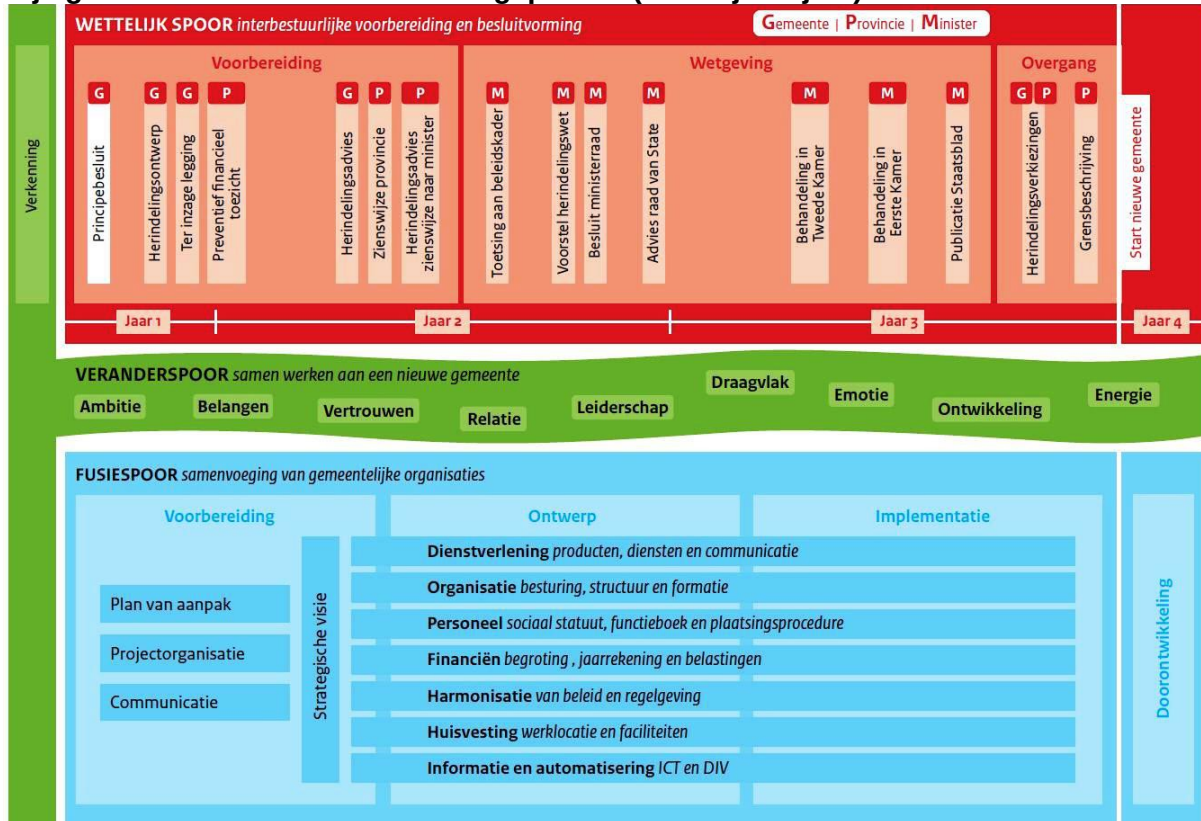 WETTELIJK SPOOR interbestuurlijke voorbereiding en besluitvorming
Gemeente | Provincie | Minister
Verkenning
Voorbereiding
Wetgeving
Overgang
G
Principebesluit
G
Herindelingsontwerp
G
Ter inzage legging
P
Preventief financieel
toezicht
G
Herindelingsadvies
P
Zienswijze provincie
P
Herindelingsadvies
zienswijze naar minister
M
Toetsing aan beleidskader
M
Voorstel herindelingswet
M
Besluit ministerraad
M
Advies raad van State
M
Behandeling in
Tweede Kamer
M
Behandeling in
Eerste Kamer
M
Publicatie Staatsblad
G P
Herindelingsverkiezingen
P
Grensbeschrijving
Start nieuwe gemeente
Jaar 1
Jaar 2
Jaar 3
Jaar 4
VERANDERSPOOR samen werken aan een nieuwe gemeente
Ambitie
Belangen
Vertrouwen
Relatie
Leiderschap
Draagvlak
Emotie
Ontwikkeling
Energie
FUSIESPOOR samenvoeging van gemeentelijke organisaties
Voorbereiding
Ontwerp
Implementatie
Plan van aanpak
Projectorganisatie
Communicatie
Strategische visie
Dienstverlening producten, diensten en communicatie
Organisatie besturing, structuur en formatie
Personeel sociaal statuut, functieboek en plaatsingsprocedure
Financiën begroting , jaarrekening en belastingen
Harmonisatie van beleid en regelgeving
Huisvesting werklocatie en faciliteiten
Informatie en automatisering ICT en DIV
Doorontwikkeling